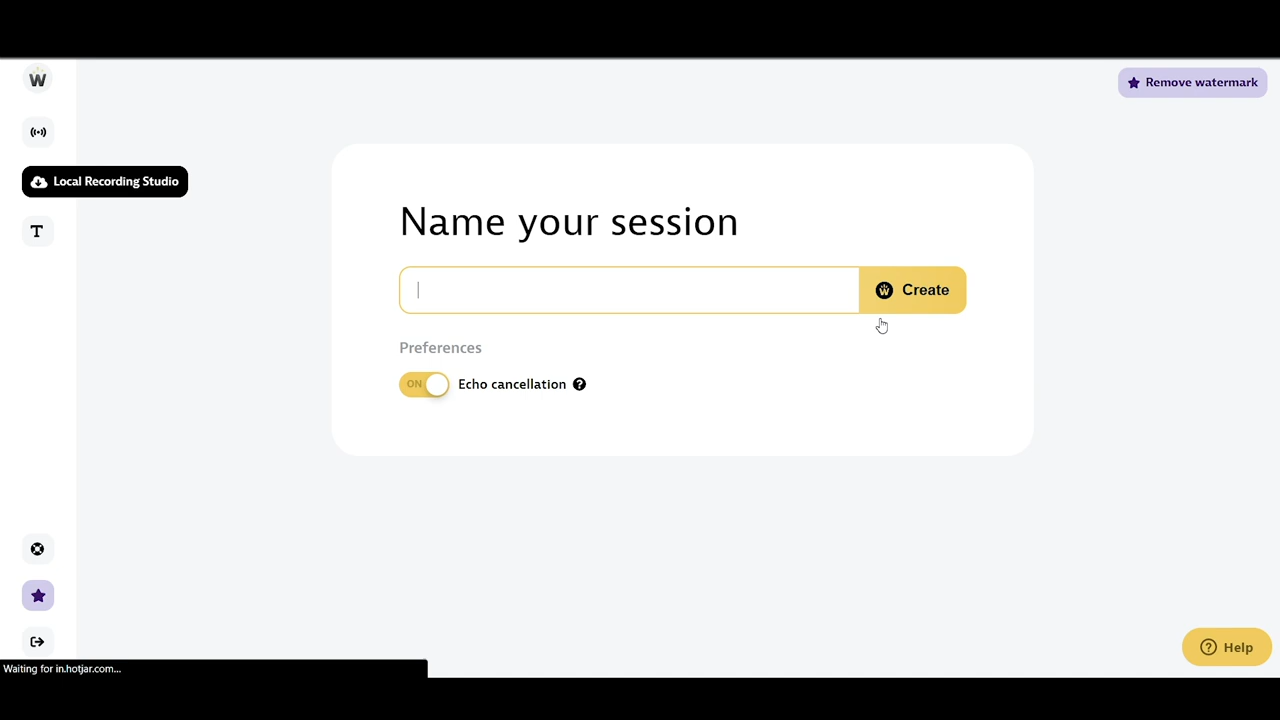 W
Remove watermark
Local Recording Studio
T
Name your session
W Create
Preferences
ON Echo cancellation ?
? Help
Waiting for in.hotjar.com...